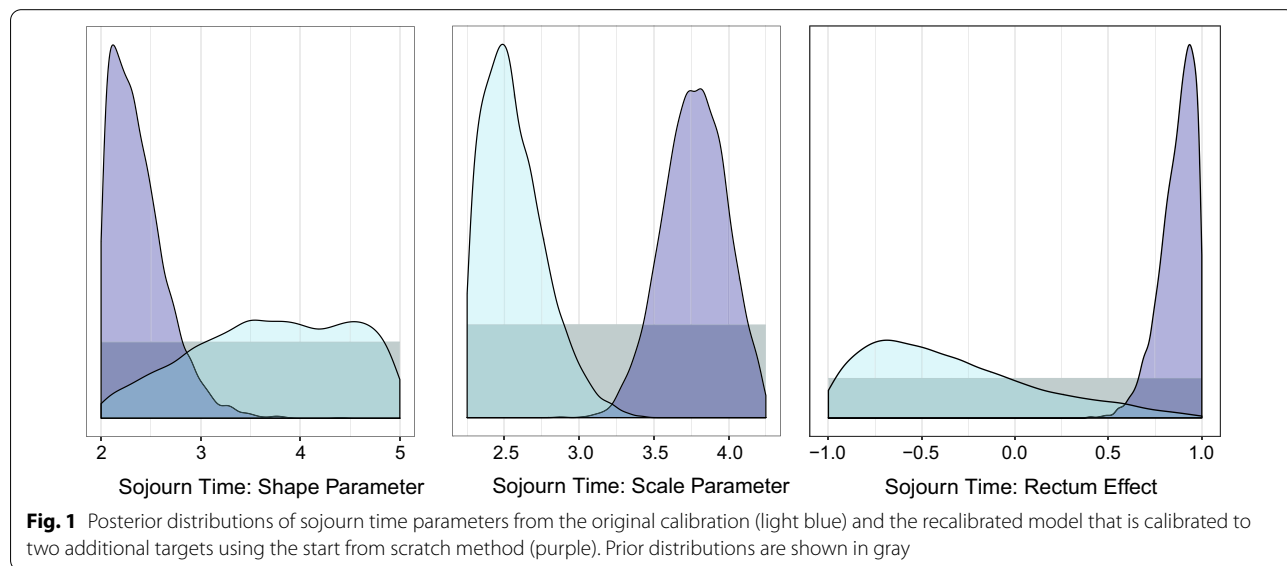 2 3 4 5
2.5 3.0 3.5 4.0
−1.0 −0.5 0.0 0.5 1.0
Sojourn Time: Shape Parameter
Sojourn Time: Scale Parameter
Sojourn Time: Rectum Effect
Fig. 1 Posterior distributions of sojourn time parameters from the original calibration (light blue) and the recalibrated model that is calibrated to
two additional targets using the start from scratch method (purple). Prior distributions are shown in gray